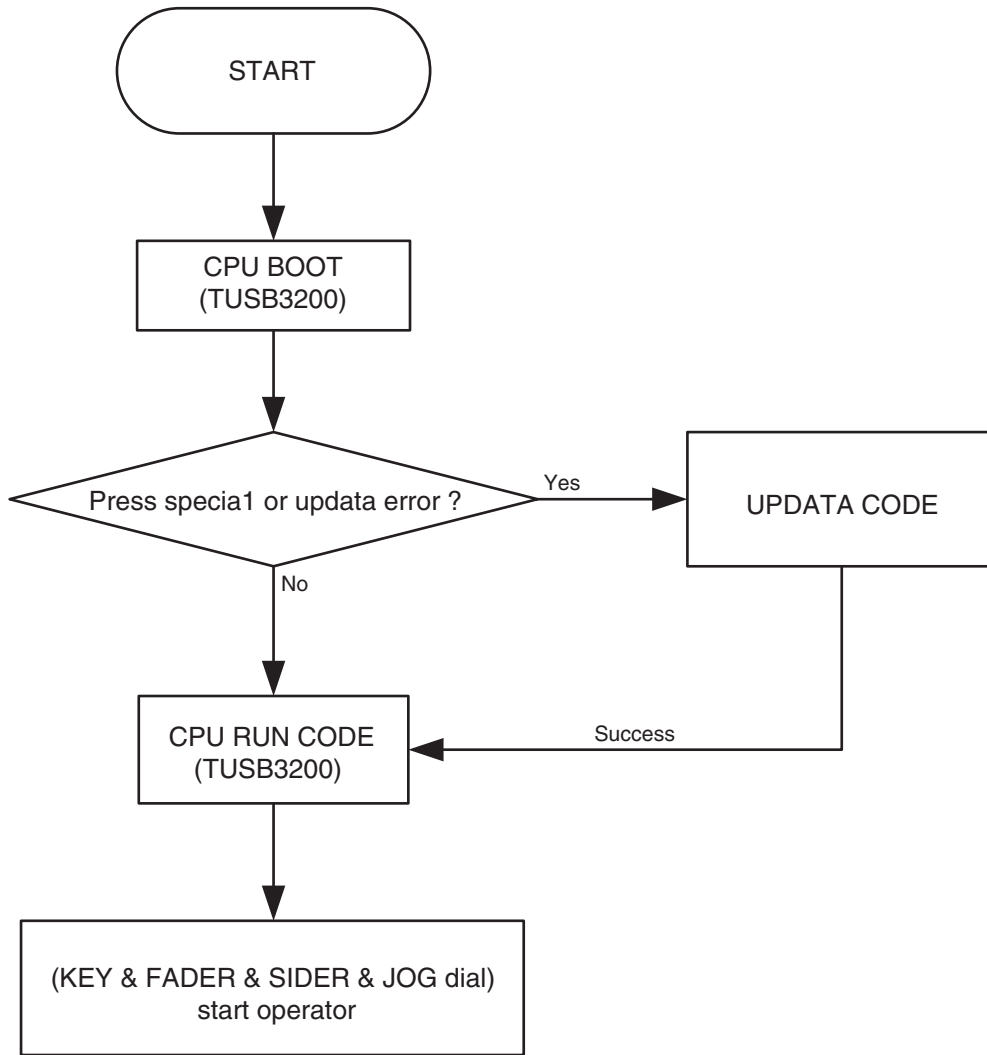 START
CPU BOOT
(TUSB3200)
Press specia1 or updata error ?
Yes
UPDATA CODE
No
CPU RUN CODE
(TUSB3200)
Success
(KEY & FADER & SIDER & JOG dial)
start operator